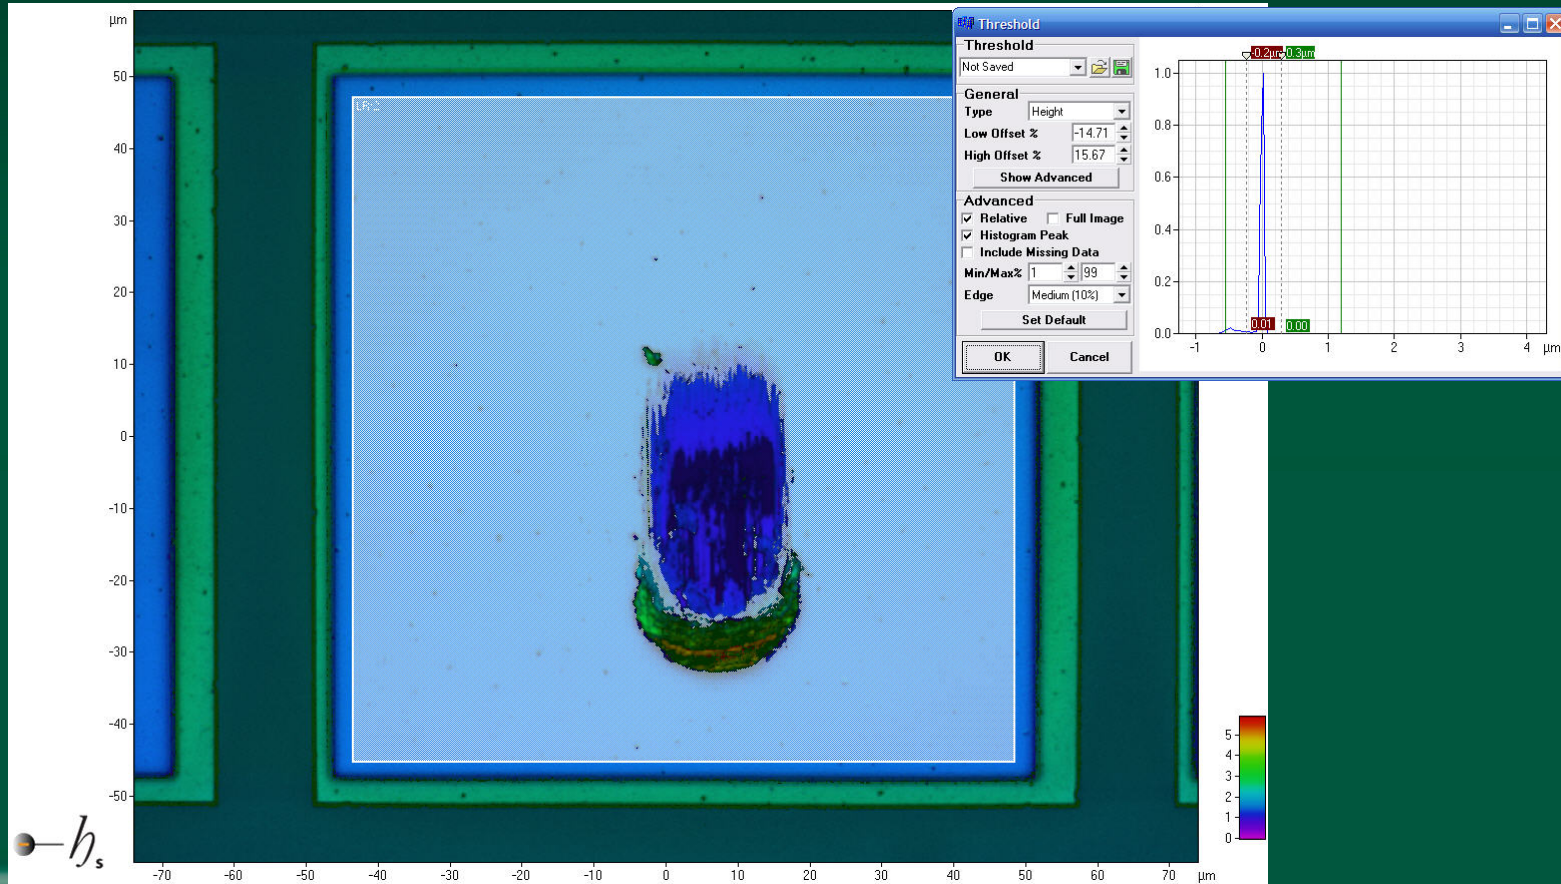 µm
50
40
30
20
10
0
-10
-20
-30
-40
-50
-70 -60 -50 -40 -30 -20 -10 0 10 20 30 40 50 60 70 µm
5
4
3
2
1
0
hs
Threshold
Threshold
Not Saved
General
Type Height
Low Offset % -14.71
High Offset % 15.67
Show Advanced
Advanced
Relative Full Image
Histogram Peak
Include Missing Data
Min/Max% 1 99
Edge Medium (10%)
Set Default
OK Cancel
-0.2µm 0.3µm
1.0
0.8
0.6
0.4
0.2
0.0
0.01 0.00
-1 0 1 2 3 4 µm